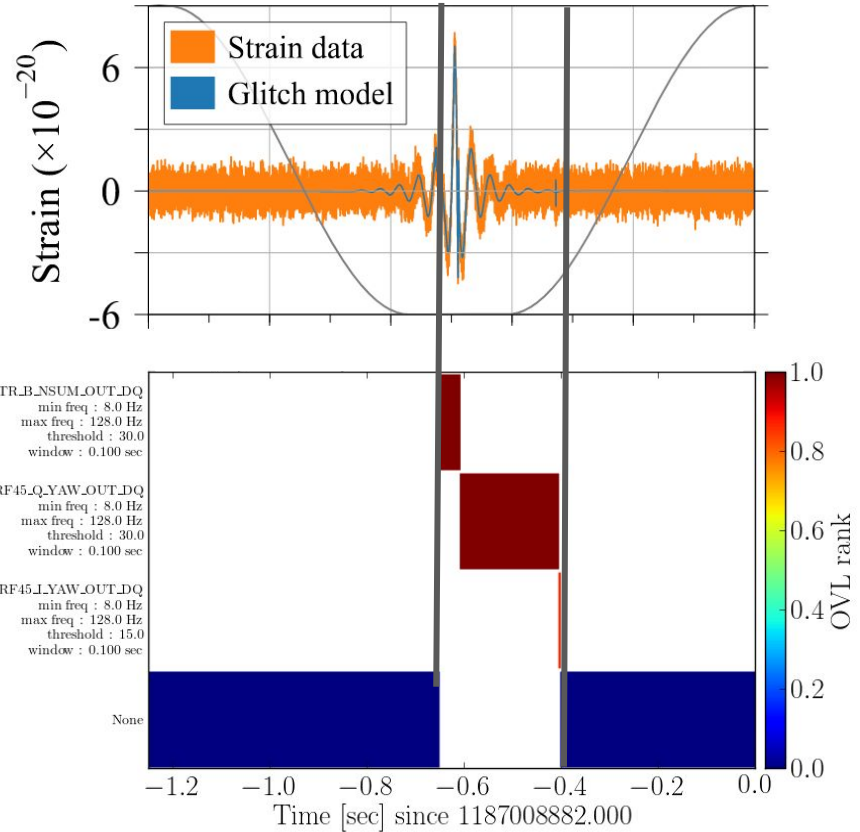 Strain (×10⁻²⁰)
6
0
-6
Strain data
Glitch model
TR_B_NSUM_OUT_DQ
min freq : 8.0 Hz
max freq : 128.0 Hz
threshold : 30.0
window : 0.100 sec
RF45_Q_YAW_OUT_DQ
min freq : 8.0 Hz
max freq : 128.0 Hz
threshold : 30.0
window : 0.100 sec
RF45_I_YAW_OUT_DQ
min freq : 8.0 Hz
max freq : 128.0 Hz
threshold : 15.0
window : 0.100 sec
None
1.0
0.8
0.6
0.4
0.2
0.0
OVL rank
−1.2 −1.0 −0.8 −0.6 −0.4 −0.2 0.0
Time [sec] since 1187008882.000